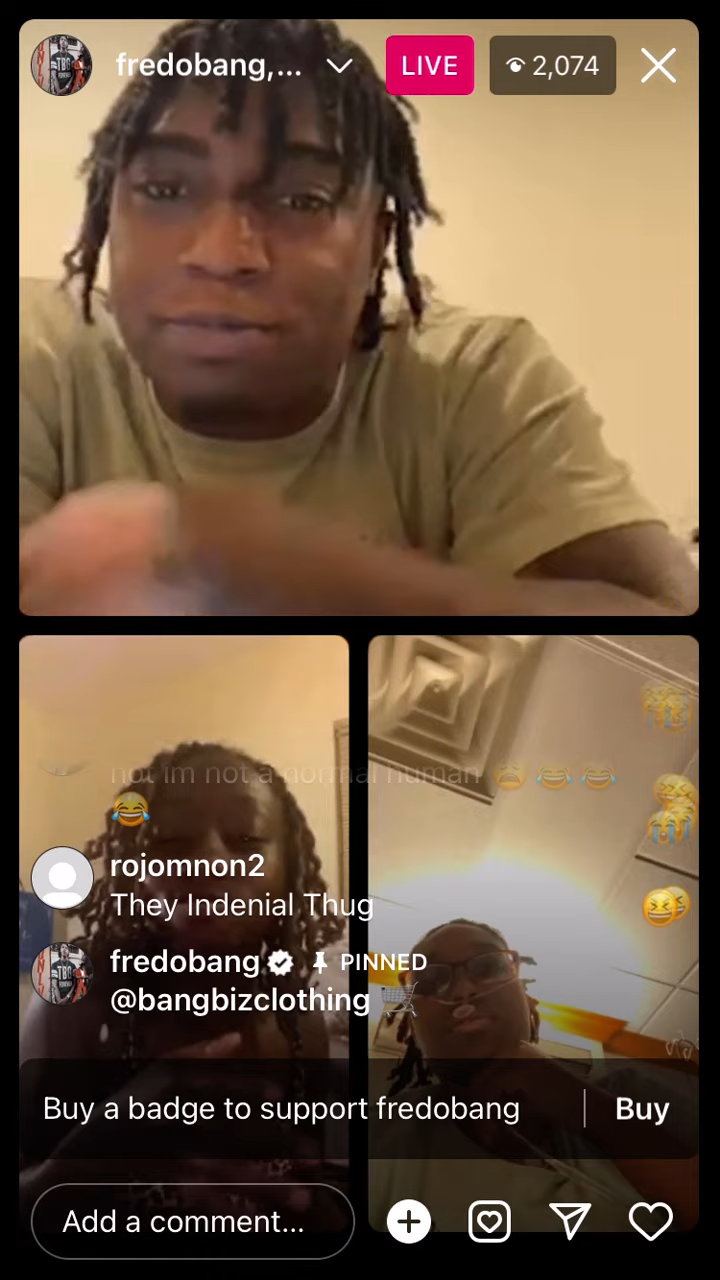 fredobang,...
LIVE
2,074
not im not a normal human 😫😂😂
😂
rojomnon2
They Indenial Thug
fredobang PINNED
@bangbizclothing 🛒
Buy a badge to support fredobang
Buy
Add a comment...